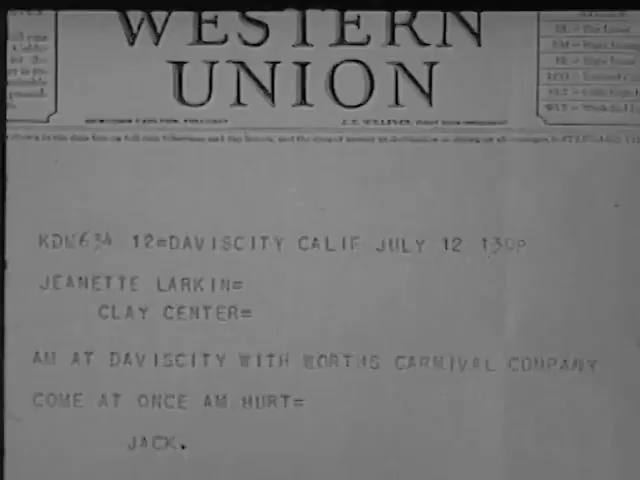 WESTERN
UNION
KDM634 12=DAVISCITY CALIF JULY 12 130P
JEANETTE LARKIN=
CLAY CENTER=
AM AT DAVISCITY WITH WORTHS CARNIVAL COMPANY
COME AT ONCE AM HURT=
JACK.